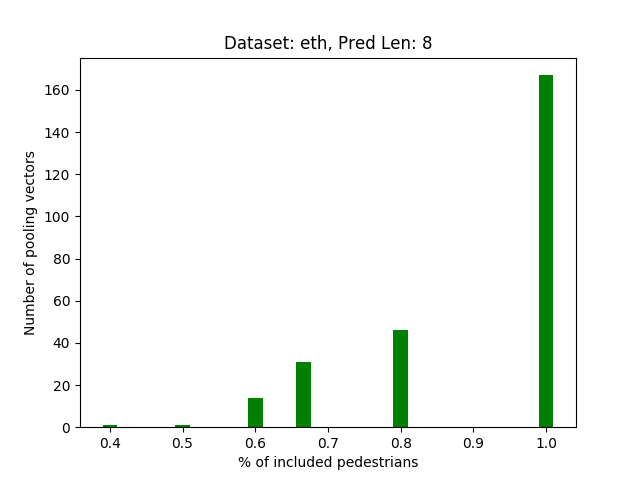 Dataset: eth, Pred Len: 8
Number of pooling vectors
160
140
120
100
80
60
40
20
0
0.4 0.5 0.6 0.7 0.8 0.9 1.0
% of included pedestrians